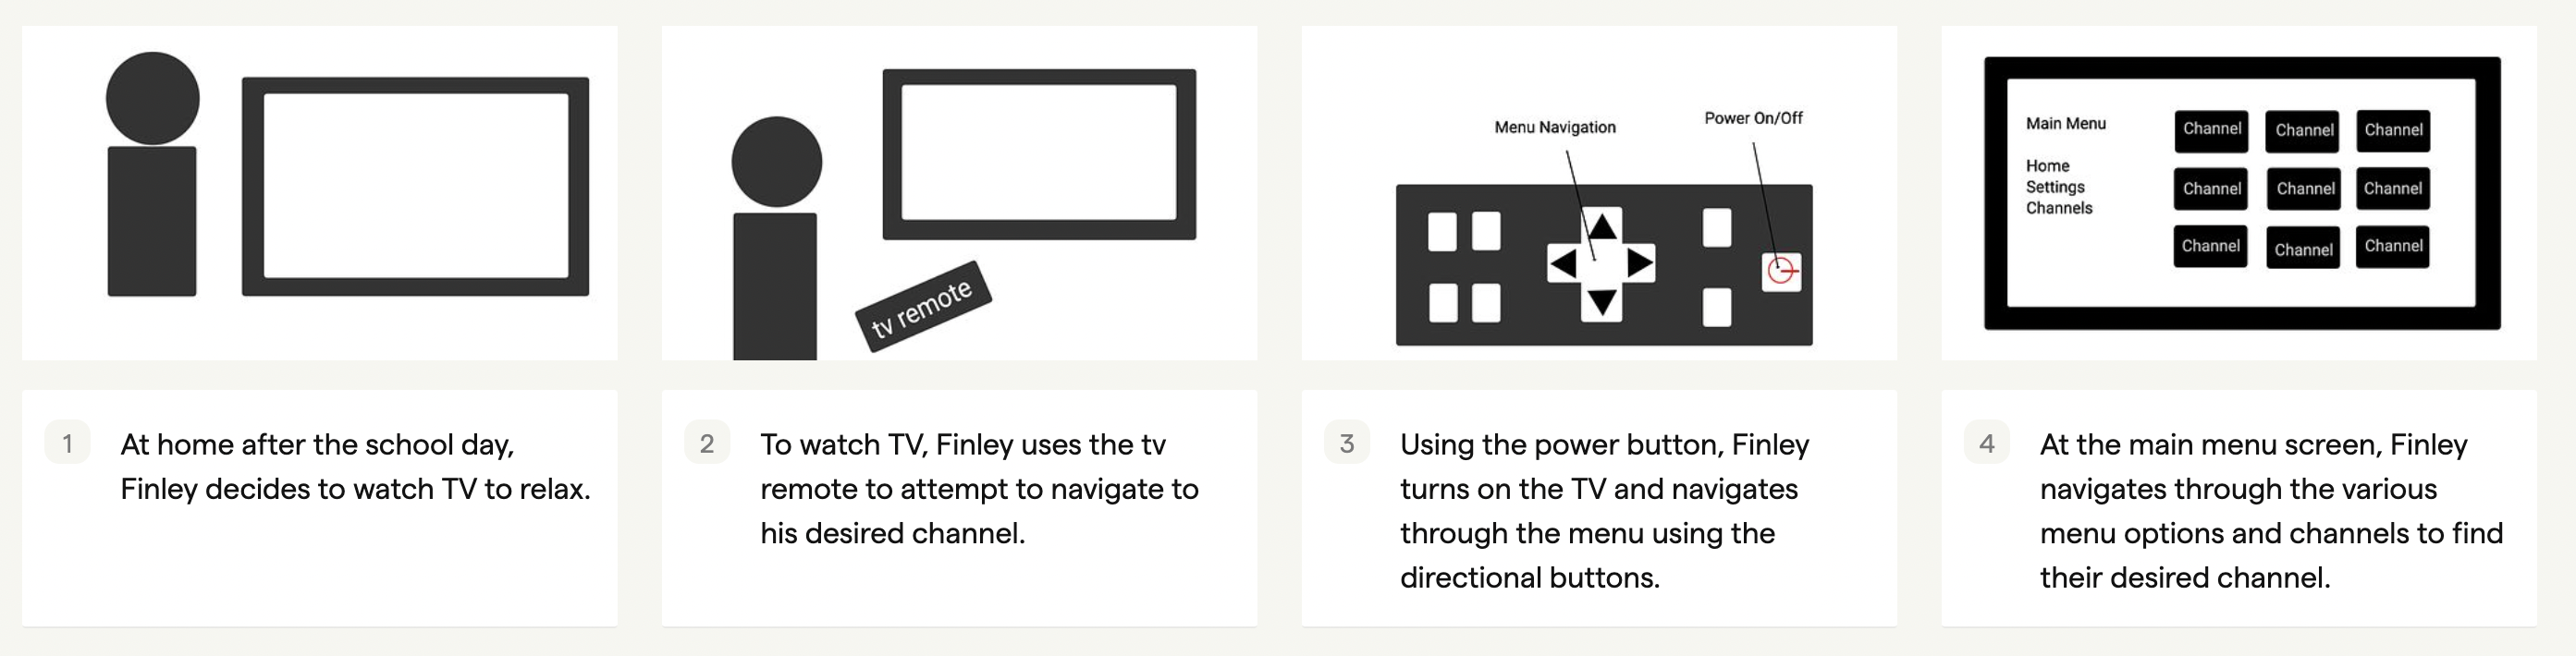 tv remote
Menu Navigation
Power On/Off
Main Menu
Home
Settings
Channels
Channel Channel Channel
Channel Channel Channel
Channel Channel Channel
1
At home after the school day,
Finley decides to watch TV to relax.
2
To watch TV, Finley uses the tv
remote to attempt to navigate to
his desired channel.
3
Using the power button, Finley
turns on the TV and navigates
through the menu using the
directional buttons.
4
At the main menu screen, Finley
navigates through the various
menu options and channels to find
their desired channel.